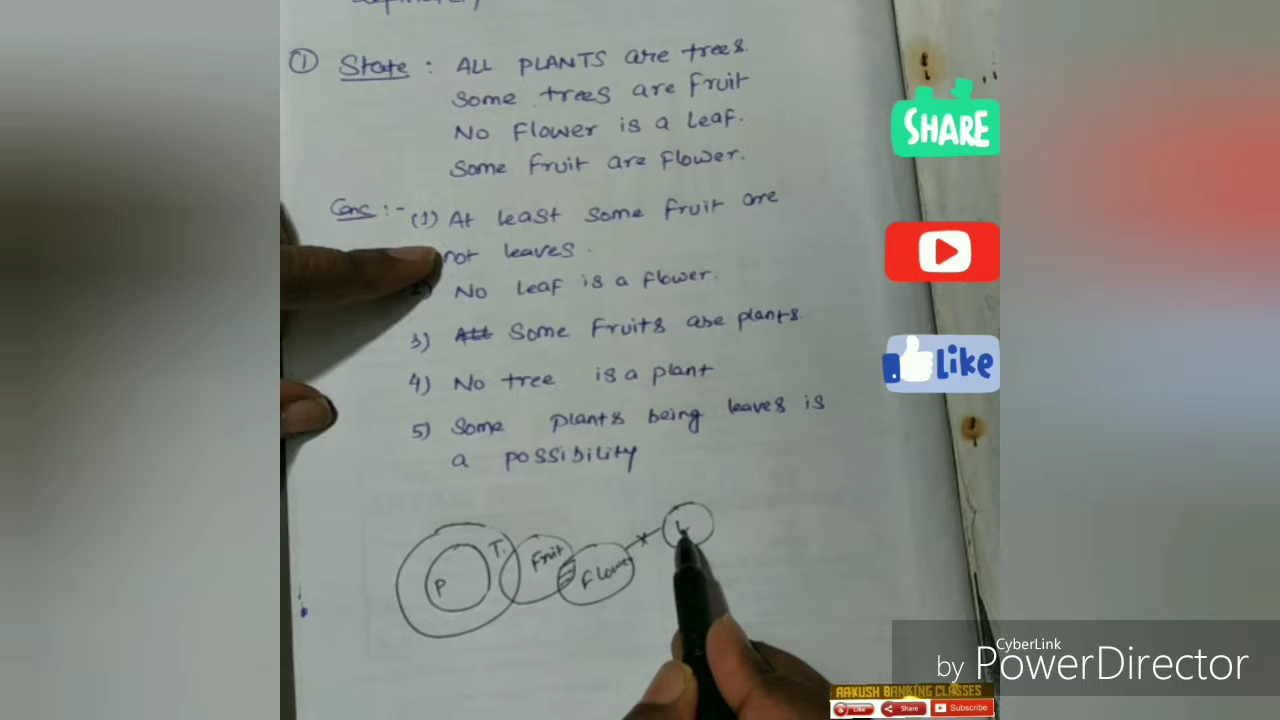 ① State : ALL PLANTS are trees.
Some trees are fruit
No flower is a leaf.
Some fruit are flower.
Conc :- (1) At least some fruit are
not leaves.
2) No leaf is a flower.
3) All Some fruits are plants.
4) No tree is a plant
5) Some plants being leaves is
a possibility
P T. Fruit Flower L
SHARE
Like
CyberLink
by PowerDirector
AAKUSH BANKING CLASSES
Like Share Subscribe